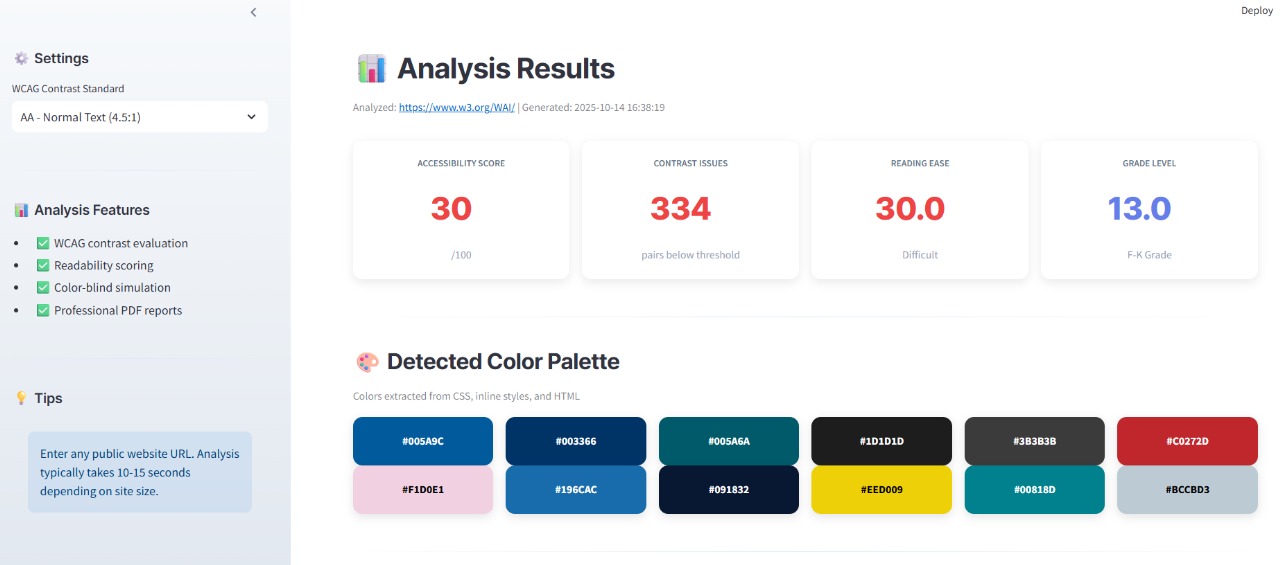 Deploy
Settings
WCAG Contrast Standard
AA - Normal Text (4.5:1)
Analysis Features
WCAG contrast evaluation
Readability scoring
Color-blind simulation
Professional PDF reports
Tips
Enter any public website URL. Analysis
typically takes 10-15 seconds
depending on site size.
Analysis Results
Analyzed: https://www.w3.org/WAI/ | Generated: 2025-10-14 16:38:19
ACCESSIBILITY SCORE
30
/100
CONTRAST ISSUES
334
pairs below threshold
READING EASE
30.0
Difficult
GRADE LEVEL
13.0
F-K Grade
Detected Color Palette
Colors extracted from CSS, inline styles, and HTML
#005A9C #003366 #005A6A #1D1D1D #3B3B3B #C0272D
#F1D0E1 #196CAC #091832 #EED009 #00818D #BCCBD3